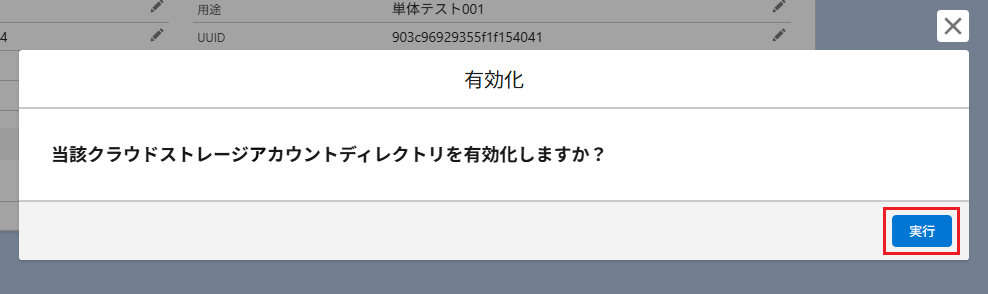 用途 単体テスト001
4 UUID 903c96929355f1f154041
有効化
当該クラウドストレージアカウントディレクトリを有効化しますか？
実行